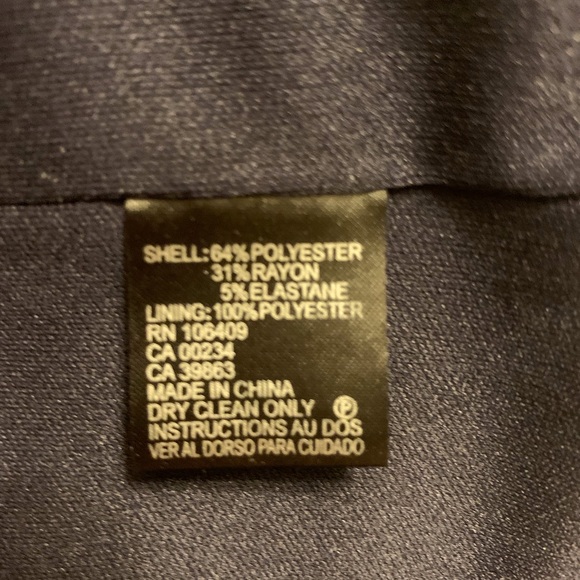 SHELL:64%POLYESTER
31%RAYON
5%ELASTANE
LINING:100%POLYESTER
RN 106409
CA 00234
CA 39863
MADE IN CHINA
DRY CLEAN ONLY Ⓟ
INSTRUCTIONS AU DOS
VER AL DORSO PARA CUIDADO